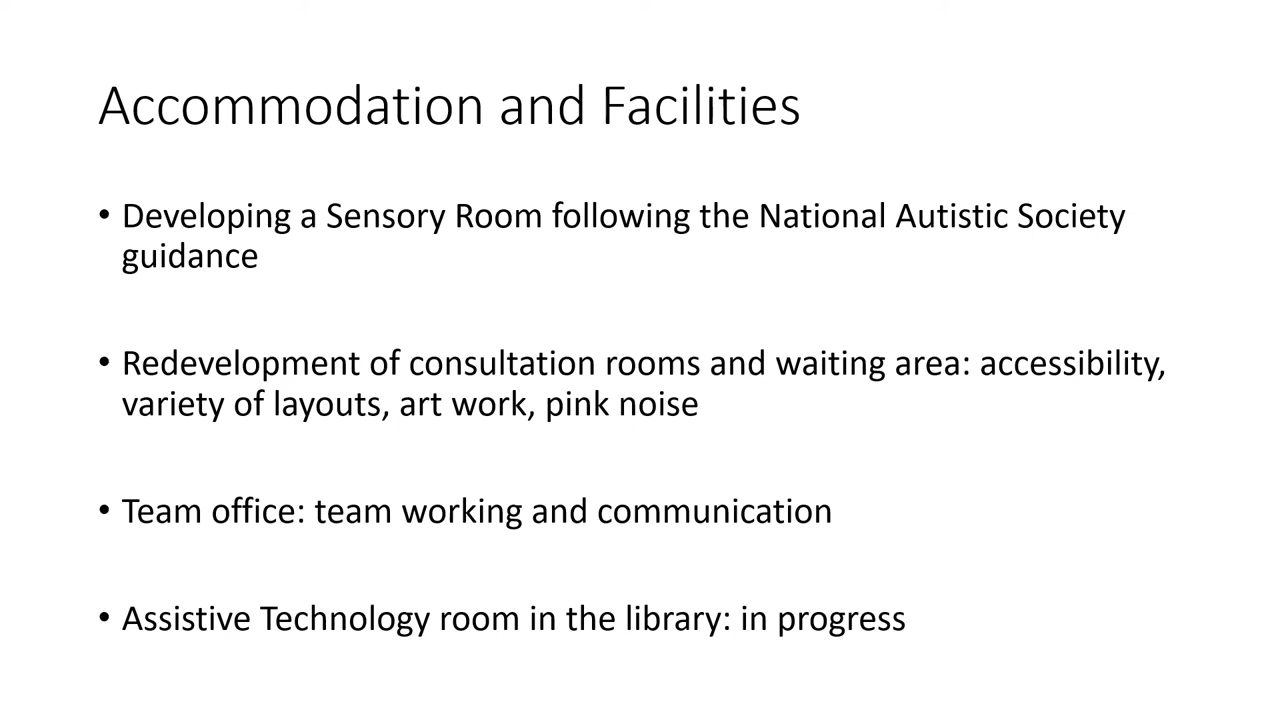 Accommodation and Facilities
• Developing a Sensory Room following the National Autistic Society
guidance
• Redevelopment of consultation rooms and waiting area: accessibility,
variety of layouts, art work, pink noise
• Team office: team working and communication
• Assistive Technology room in the library: in progress